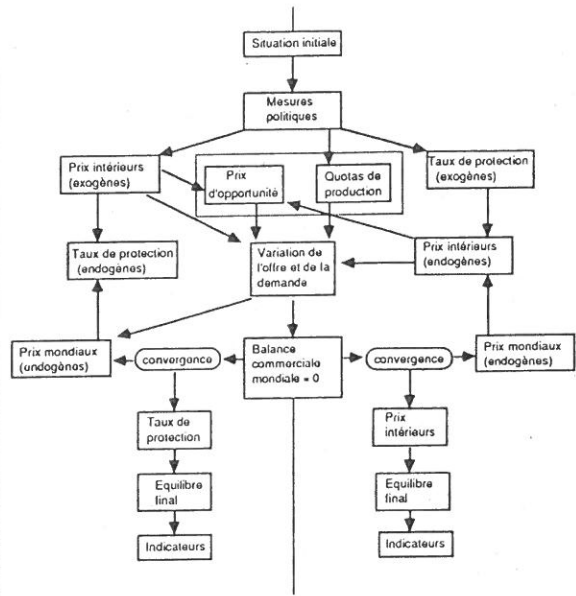 Situation initiale
Mesures
politiques
Prix intérieurs
(exogènes)
Prix
d'opportunité
Quotas de
production
Taux de protection
(exogènes)
Taux de protection
(endogènes)
Variation de
l'offre et de la
demande
Prix intérieurs
(endogènes)
Prix mondiaux
(undogènes)
convergence
Balance
commerciale
mondiale = 0
convergence
Prix mondiaux
(endogènes)
Taux de
protection
Prix
intérieurs
Equilibre
final
Equilibre
final
Indicateurs
Indicateurs